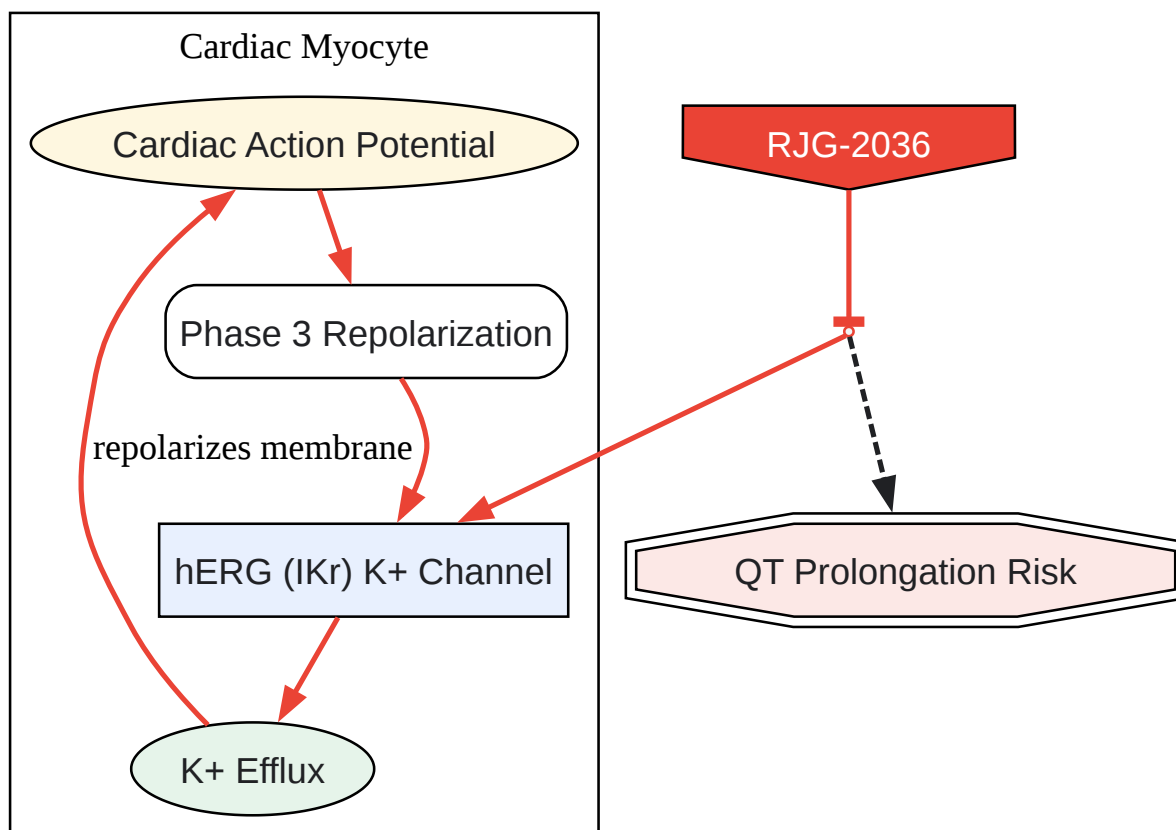 Cardiac Myocyte
Cardiac Action Potential
RJG-2036
Phase 3 Repolarization
repolarizes membrane
hERG (IKr) K+ Channel
QT Prolongation Risk
K+ Efflux